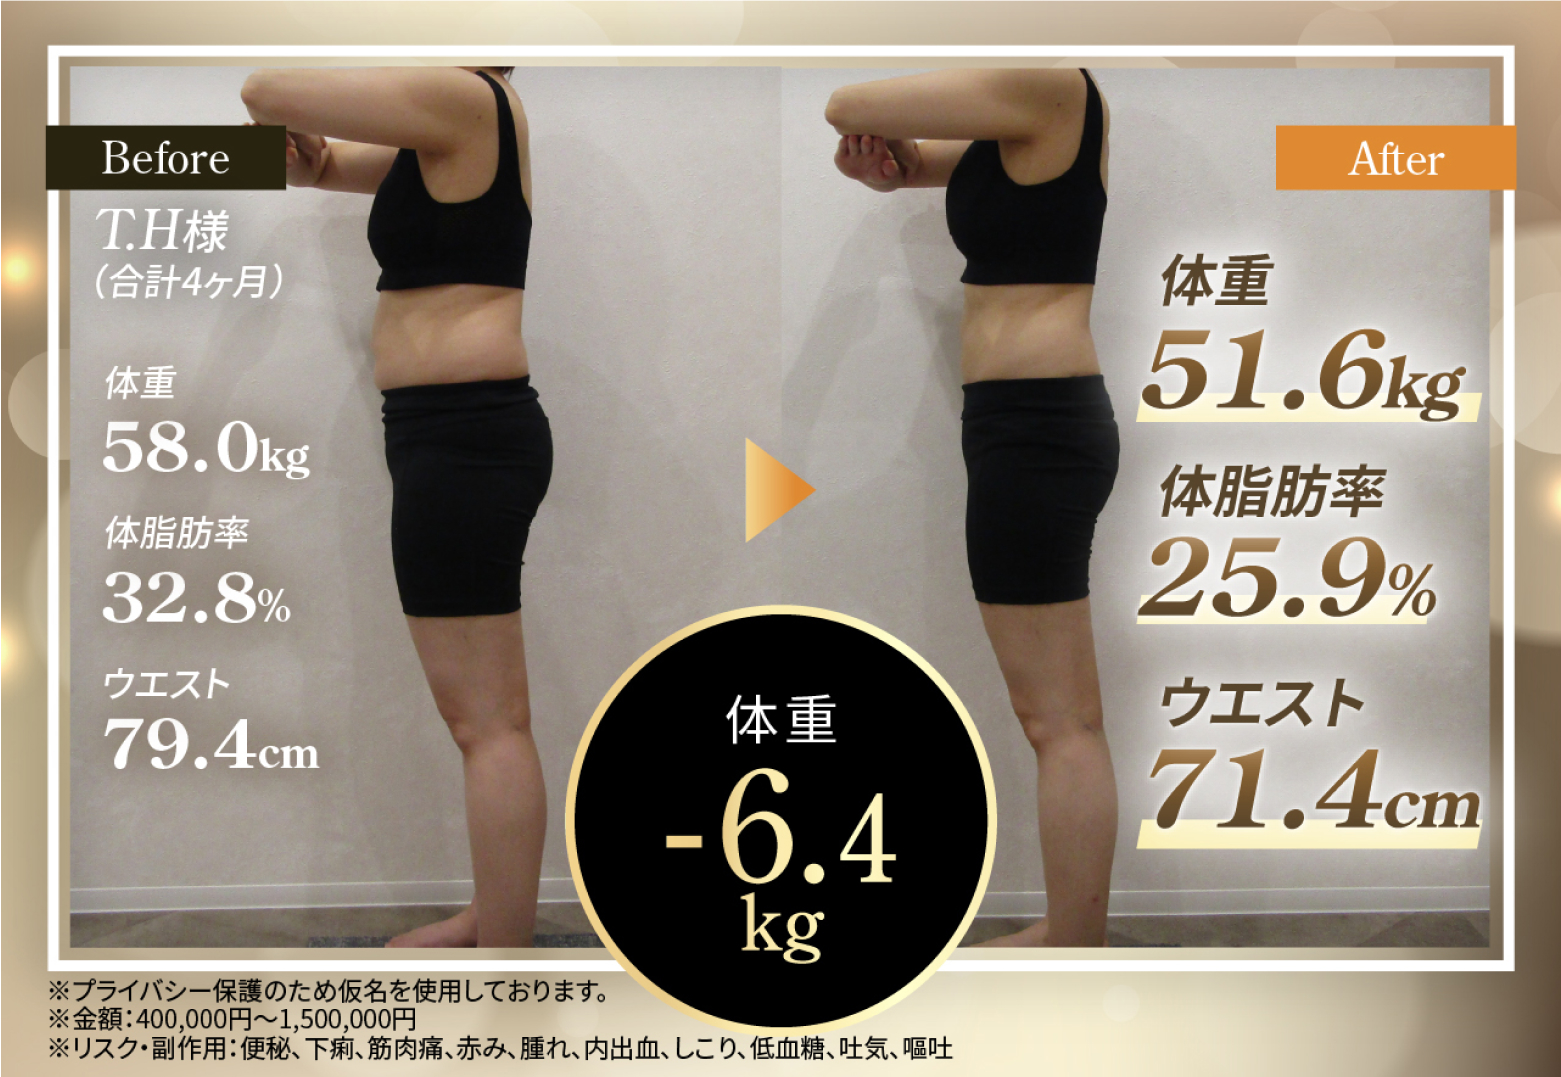 Before
T.H様
(合計4ヶ月)
体重
58.0kg
体脂肪率
32.8%
ウエスト
79.4cm
After
体重
51.6kg
体脂肪率
25.9%
ウエスト
71.4cm
体重
-6.4
kg
※プライバシー保護のため仮名を使用しております。
※金額：400,000円〜1,500,000円
※リスク・副作用：便秘、下痢、筋肉痛、赤み、腫れ、内出血、しこり、低血糖、吐気、嘔吐